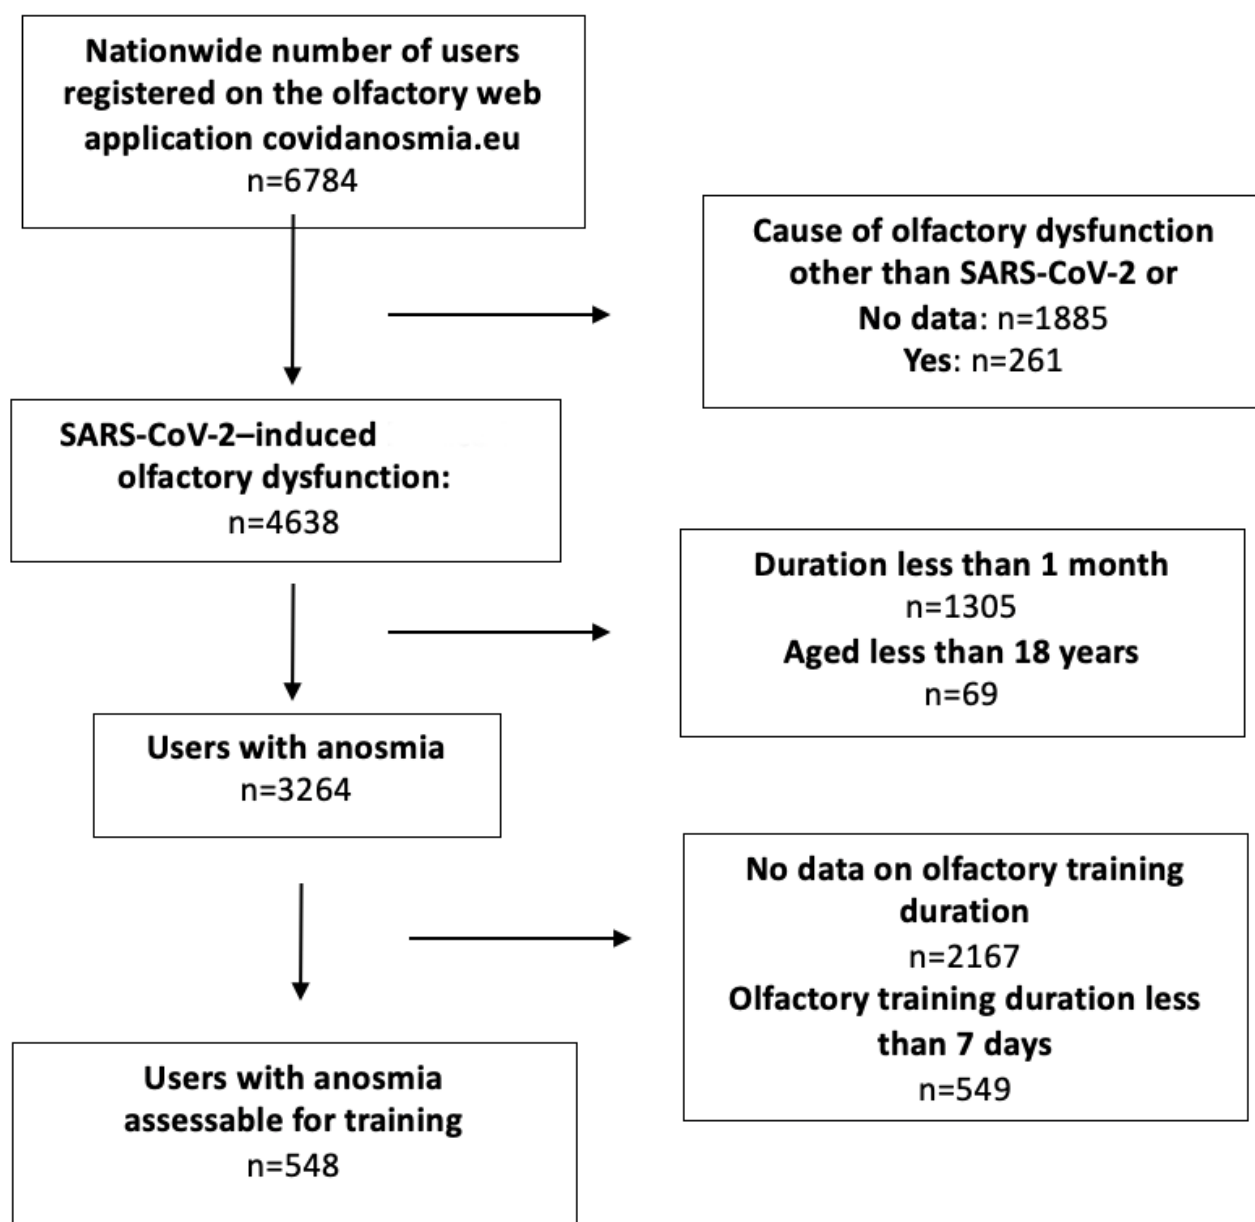 Nationwide number of users
registered on the olfactory web
application covidanosmia.eu
n=6784
Cause of olfactory dysfunction
other than SARS-CoV-2 or
No data: n=1885
Yes: n=261
SARS-CoV-2–induced
olfactory dysfunction:
n=4638
Duration less than 1 month
n=1305
Aged less than 18 years
n=69
Users with anosmia
n=3264
No data on olfactory training
duration
n=2167
Olfactory training duration less
than 7 days
n=549
Users with anosmia
assessable for training
n=548